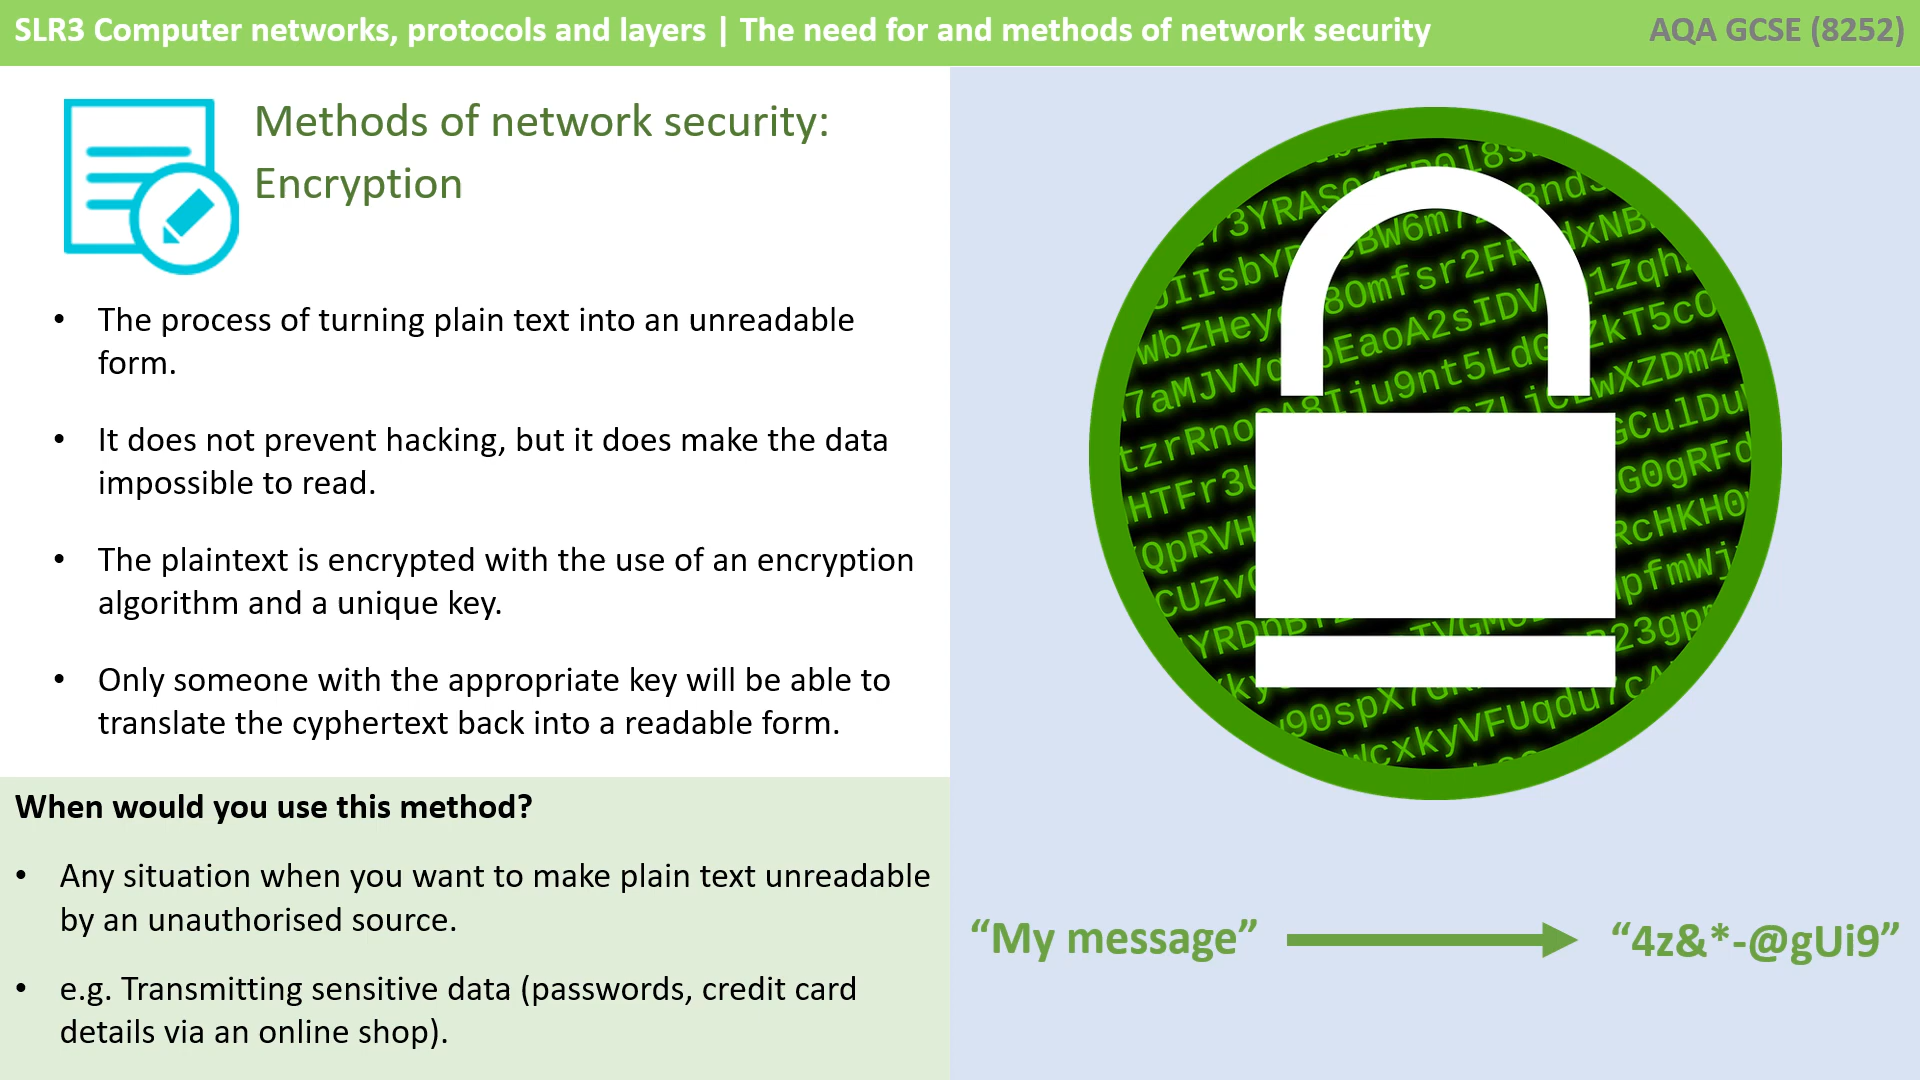 SLR3 Computer networks, protocols and layers | The need for and methods of network security
AQA GCSE (8252)
Methods of network security:
Encryption
• The process of turning plain text into an unreadable
form.
• It does not prevent hacking, but it does make the data
impossible to read.
• The plaintext is encrypted with the use of an encryption
algorithm and a unique key.
• Only someone with the appropriate key will be able to
translate the cyphertext back into a readable form.
When would you use this method?
• Any situation when you want to make plain text unreadable
by an unauthorised source.
• e.g. Transmitting sensitive data (passwords, credit card
details via an online shop).
“My message”
“4z&*-@gUi9”